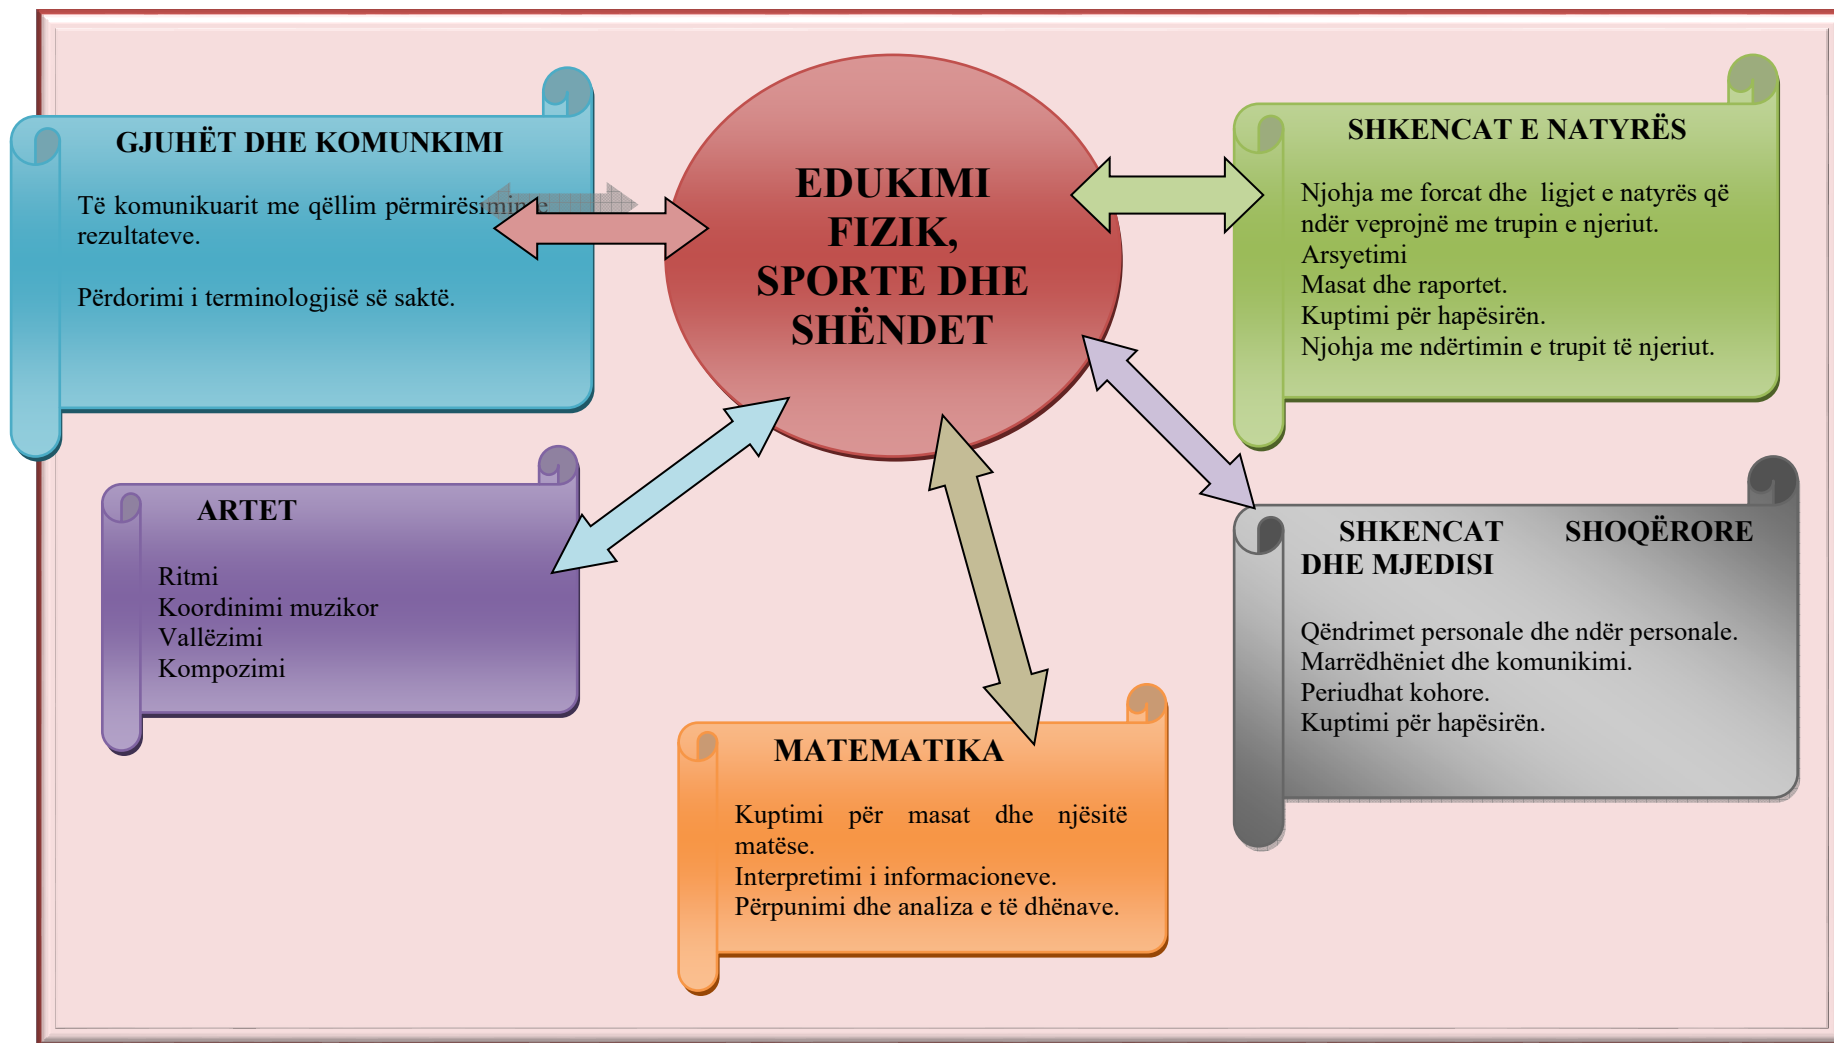 GJUHËT DHE KOMUNKIMI
Të komunikuarit me qëllim përmirësimin e
rezultateve.
Përdorimi i terminologjisë së saktë.
EDUKIMI
FIZIK,
SPORTE DHE
SHËNDET
SHKENCAT E NATYRËS
Njohja me forcat dhe ligjet e natyrës që
ndër veprojnë me trupin e njeriut.
Arsyetimi
Masat dhe raportet.
Kuptimi për hapësirën.
Njohja me ndërtimin e trupit të njeriut.
ARTET
Ritmi
Koordinimi muzikor
Vallëzimi
Kompozimi
MATEMATIKA
Kuptimi për masat dhe njësitë
matëse.
Interpretimi i informacioneve.
Përpunimi dhe analiza e të dhënave.
SHKENCAT SHOQËRORE
DHE MJEDISI
Qëndrimet personale dhe ndër personale.
Marrëdhëniet dhe komunikimi.
Periudhat kohore.
Kuptimi për hapësirën.